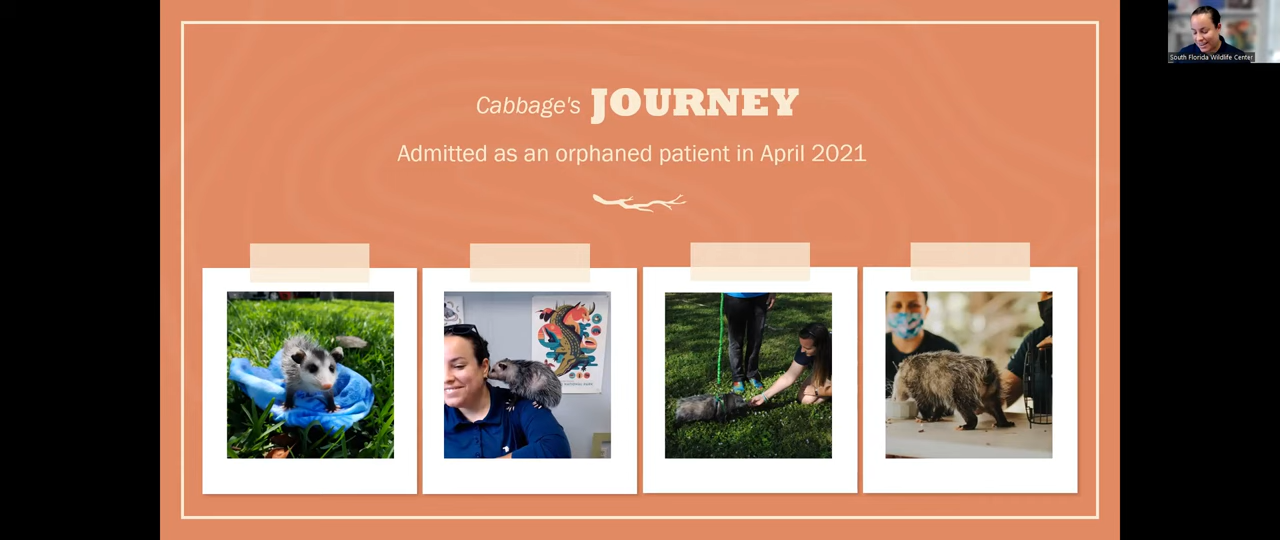 Cabbage's JOURNEY
Admitted as an orphaned patient in April 2021
South Florida Wildlife Center